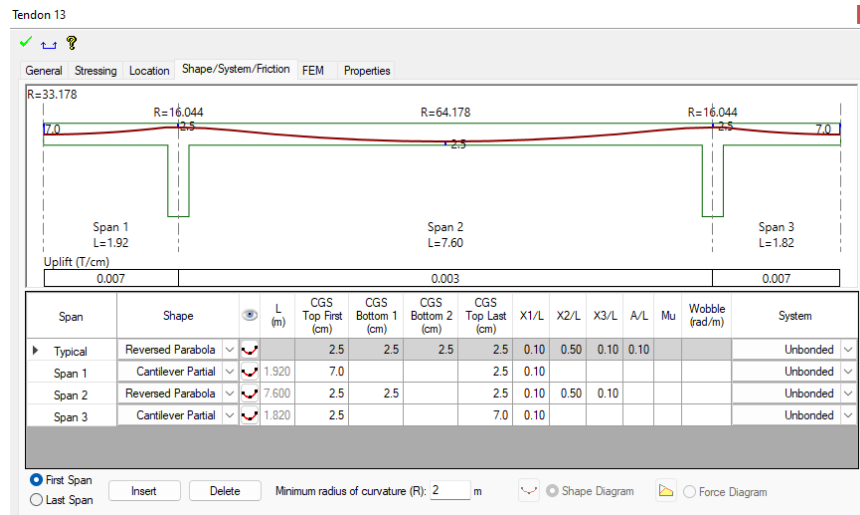 Tendon 13
?
General Stressing Location Shape/System/Friction FEM Properties
R=33.178
R=16.044 R=64.178 R=16.044
7.0 2.5 2.5 7.0
2.5
Span 1 Span 2 Span 3
L=1.92 L=7.60 L=1.82
Uplift (T/cm)
0.007 0.003 0.007
Span Shape L (m) CGS Top First (cm) CGS Bottom 1 (cm) CGS Bottom 2 (cm) CGS Top Last (cm) X1/L X2/L X3/L A/L Mu Wobble (rad/m) System
Typical Reversed Parabola 2.5 2.5 2.5 2.5 0.10 0.50 0.10 0.10 Unbonded
Span 1 Cantilever Partial 1.920 7.0 2.5 0.10 Unbonded
Span 2 Reversed Parabola 7.600 2.5 2.5 2.5 0.10 0.50 0.10 Unbonded
Span 3 Cantilever Partial 1.820 2.5 7.0 0.10 Unbonded
First Span
Last Span
Insert Delete Minimum radius of curvature (R): 2 m Shape Diagram Force Diagram